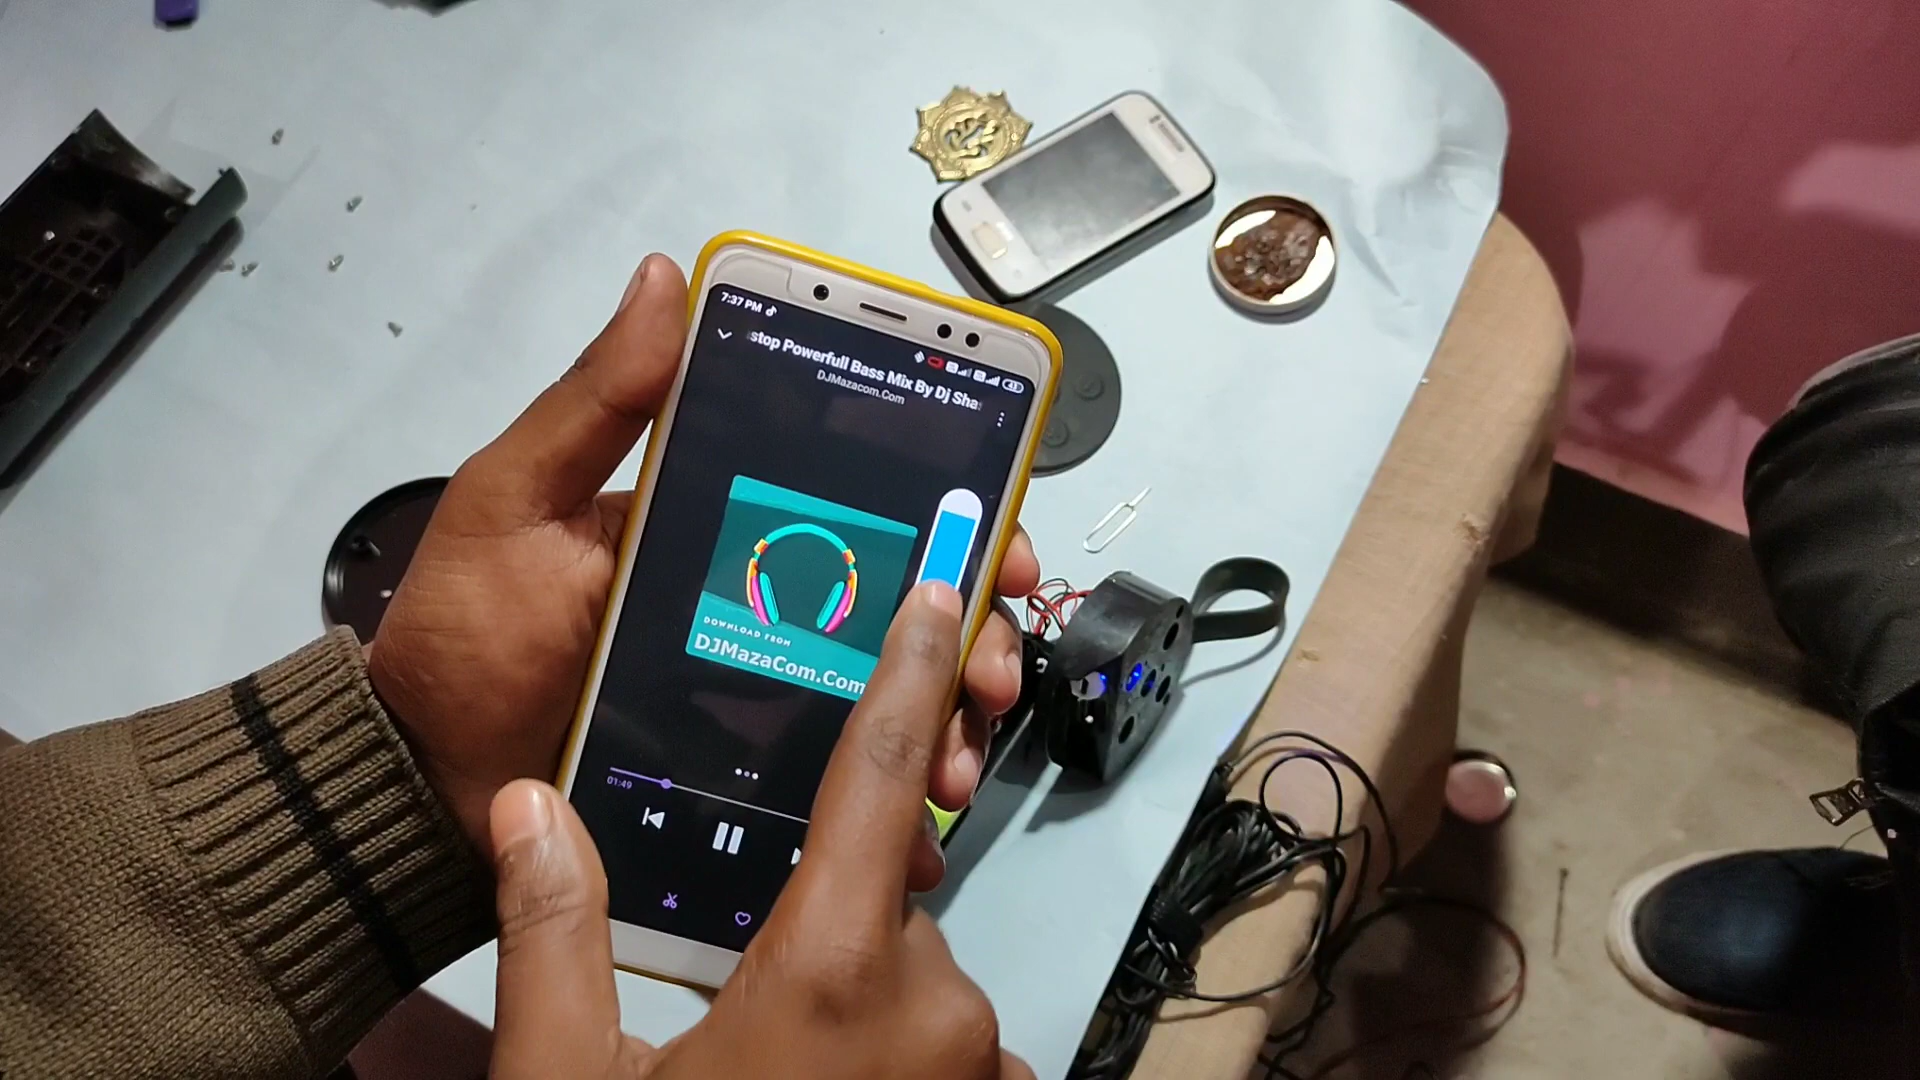 7:37 PM
stop Powerfull Bass Mix By Dj Sha
DJMazacom.Com
DOWNLOAD FROM
DJMazaCom.Com
01:49